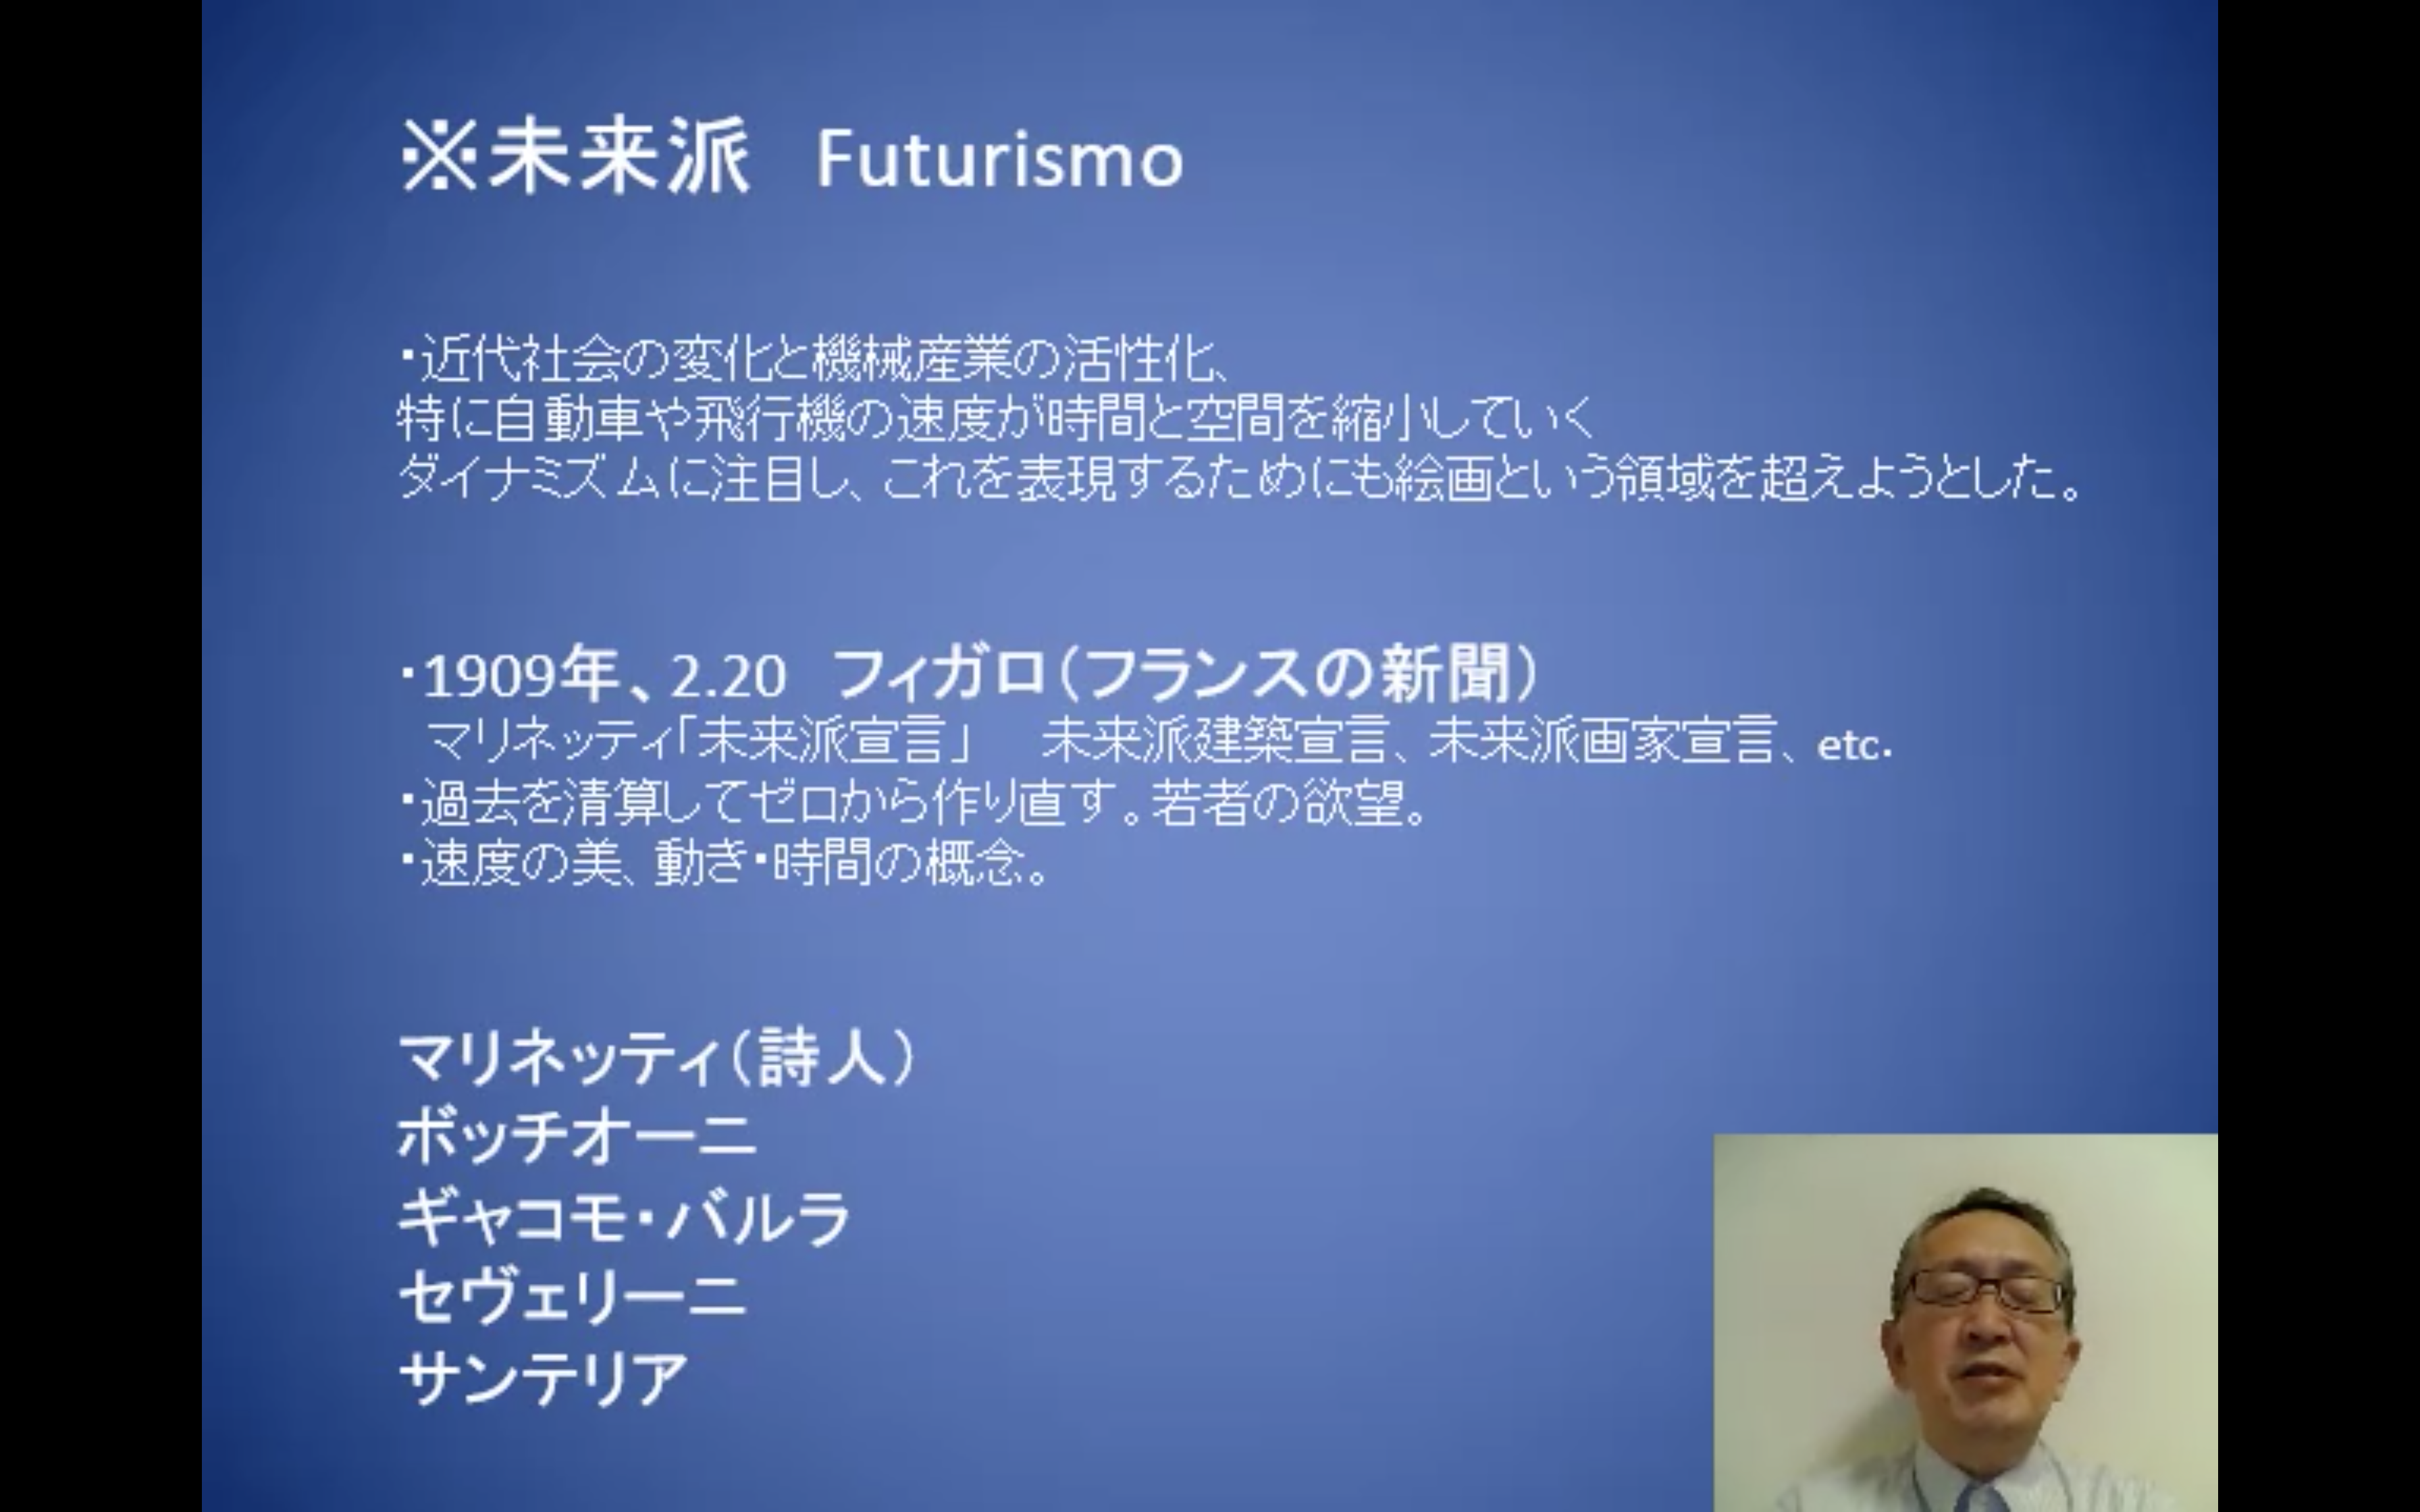 ※未来派　Futurismo
・近代社会の変化と機械産業の活性化、
特に自動車や飛行機の速度が時間と空間を縮小していく
ダイナミズムに注目し、これを表現するためにも絵画という領域を超えようとした。
・1909年、2.20　フィガロ（フランスの新聞）
マリネッティ「未来派宣言」　未来派建築宣言、未来派画家宣言、etc.
・過去を清算してゼロから作り直す。若者の欲望。
・速度の美、動き・時間の概念。
マリネッティ（詩人）
ボッチオーニ
ギャコモ・バルラ
セヴェリーニ
サンテリア